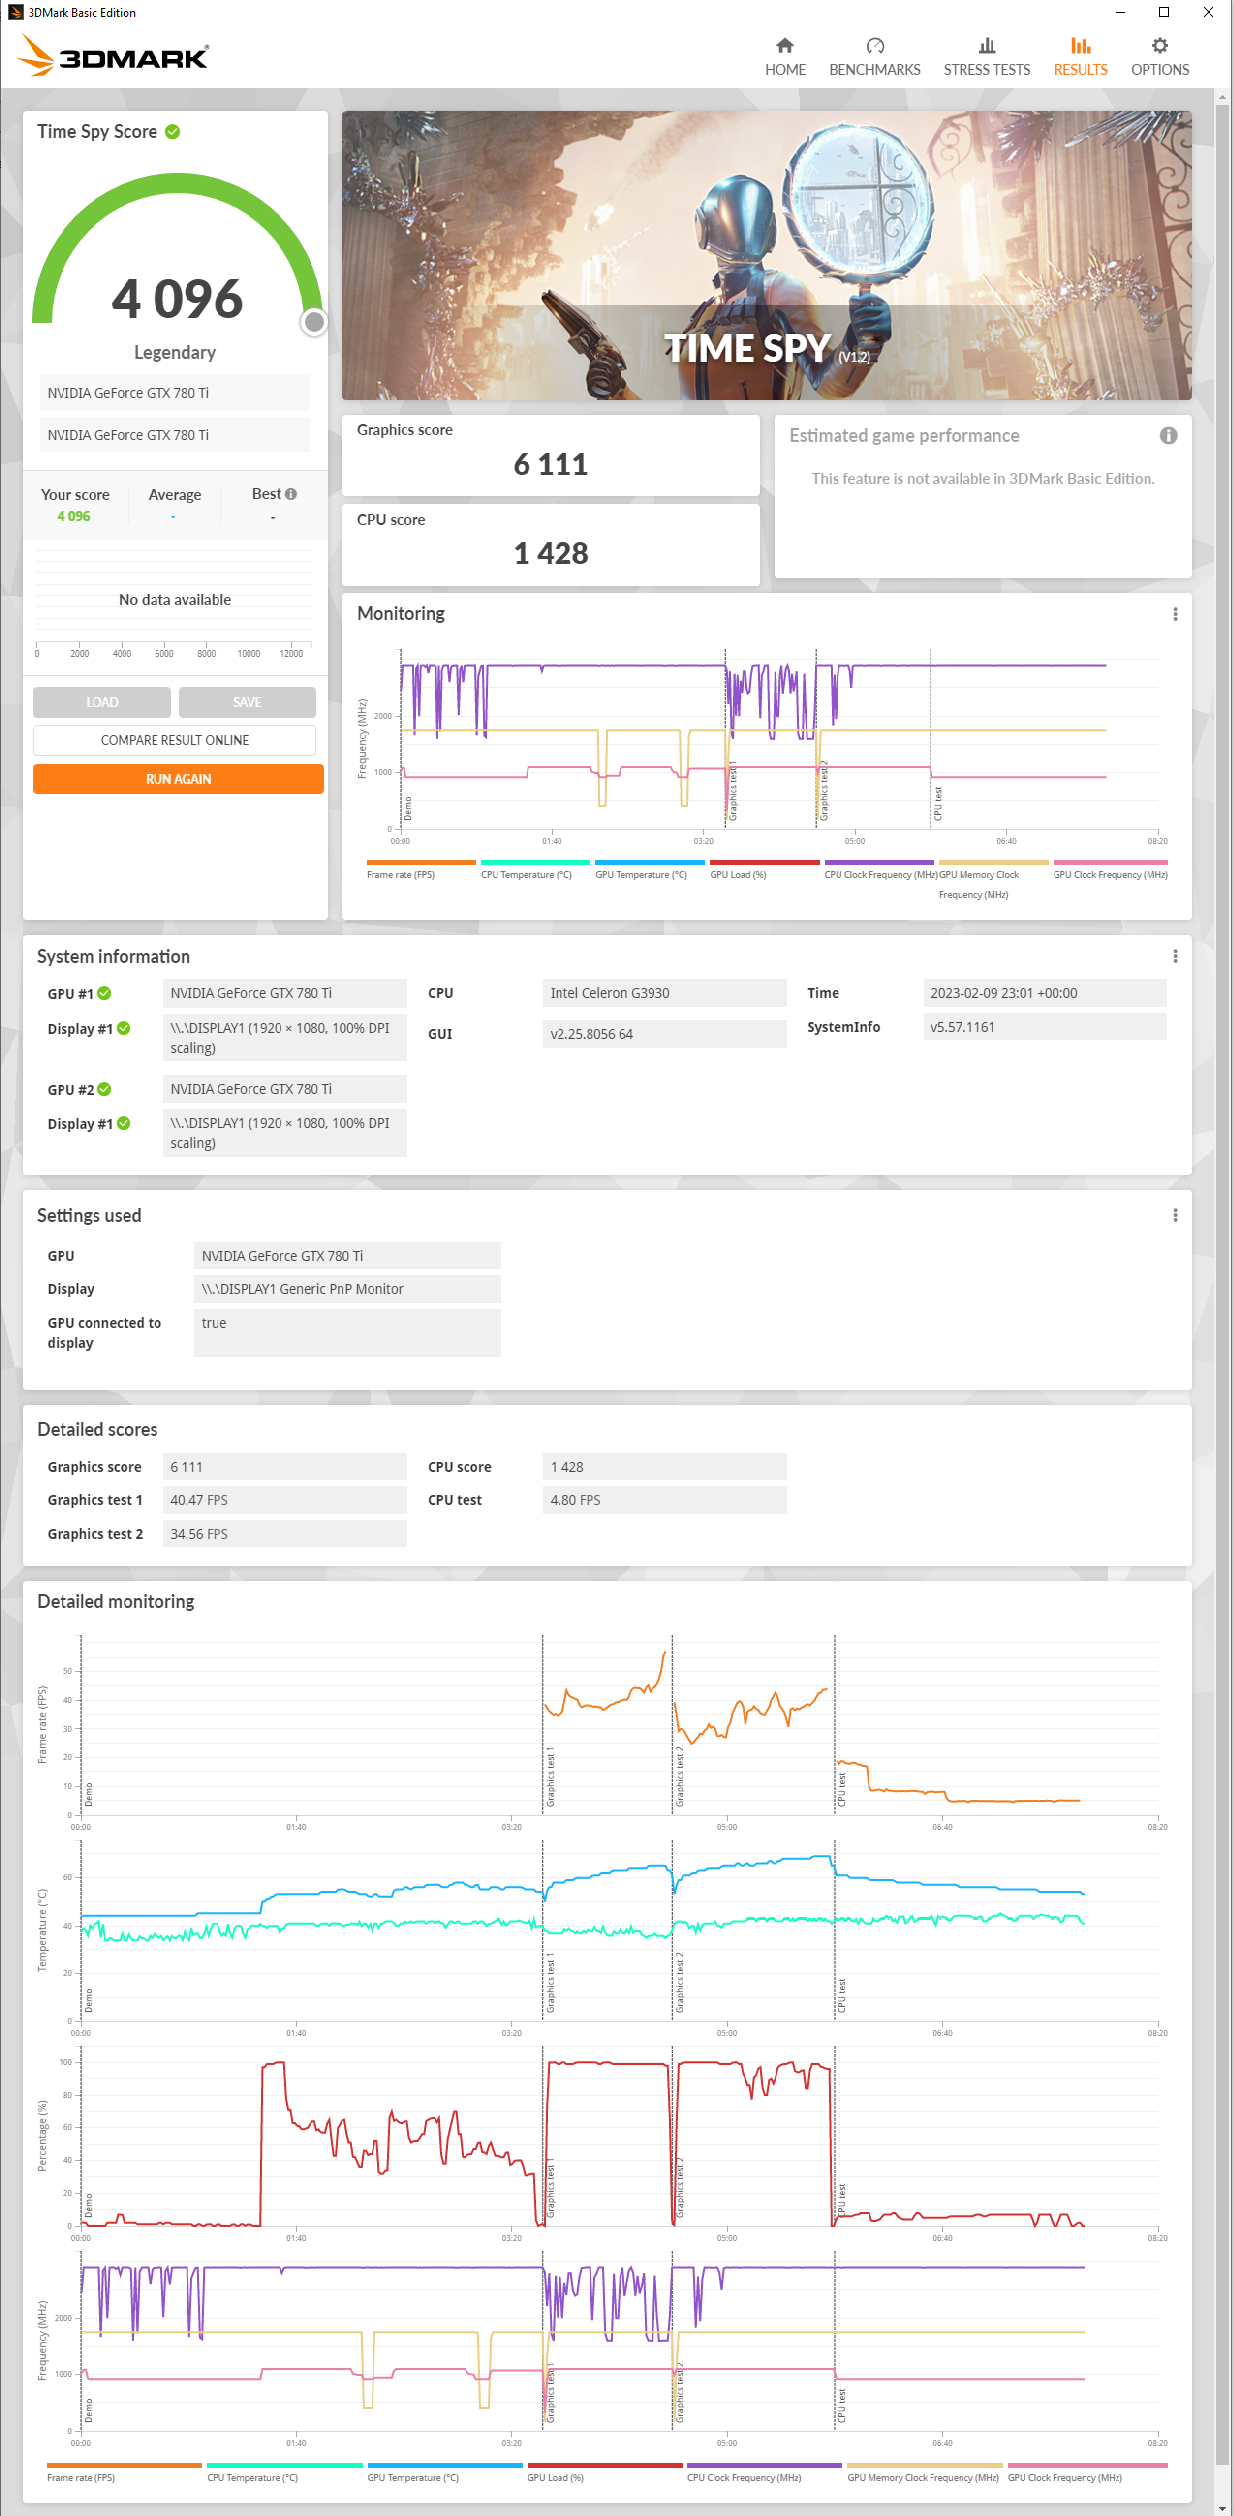 3DMark Basic Edition
3DMARK
HOME
BENCHMARKS
STRESS TESTS
RESULTS
OPTIONS
Time Spy Score
4 096
Legendary
NVIDIA GeForce GTX 780 Ti
NVIDIA GeForce GTX 780 Ti
Your score Average Best
4 096 - -
No data available
0 2000 4000 6000 8000 10000 12000
LOAD SAVE
COMPARE RESULT ONLINE
RUN AGAIN
TIME SPY (V1.2)
Graphics score
6 111
CPU score
1 428
Estimated game performance
This feature is not available in 3DMark Basic Edition.
Monitoring
Frequency (MHz)
2000
1000
0
Demo
Graphics test 1
Graphics test 2
CPU test
00:00 01:40 03:20 05:00 06:40 08:20
Frame rate (FPS) CPU Temperature (°C) GPU Temperature (°C) GPU Load (%) CPU Clock Frequency (MHz) GPU Memory Clock GPU Clock Frequency (MHz)
Frequency (MHz)
System information
GPU #1 NVIDIA GeForce GTX 780 Ti
Display #1 \\.\DISPLAY1 (1920 × 1080, 100% DPI
scaling)
GPU #2 NVIDIA GeForce GTX 780 Ti
Display #1 \\.\DISPLAY1 (1920 × 1080, 100% DPI
scaling)
CPU Intel Celeron G3930
GUI v2.25.8056 64
Time 2023-02-09 23:01 +00:00
SystemInfo v5.57.1161
Settings used
GPU NVIDIA GeForce GTX 780 Ti
Display \\.\DISPLAY1 Generic PnP Monitor
GPU connected to true
display
Detailed scores
Graphics score 6 111
Graphics test 1 40.47 FPS
Graphics test 2 34.56 FPS
CPU score 1 428
CPU test 4.80 FPS
Detailed monitoring
Frame rate (FPS)
50
40
30
20
10
0
Demo
Graphics test 1
Graphics test 2
CPU test
00:00 01:40 03:20 05:00 06:40 08:20
Temperature (°C)
60
40
20
0
Demo
Graphics test 1
Graphics test 2
CPU test
00:00 01:40 03:20 05:00 06:40 08:20
Percentage (%)
100
80
60
40
20
0
Demo
Graphics test 1
Graphics test 2
CPU test
00:00 01:40 03:20 05:00 06:40 08:20
Frequency (MHz)
2000
1000
0
Demo
Graphics test 1
Graphics test 2
CPU test
00:00 01:40 03:20 05:00 06:40 08:20
Frame rate (FPS) CPU Temperature (°C) GPU Temperature (°C) GPU Load (%) CPU Clock Frequency (MHz) GPU Memory Clock Frequency (MHz) GPU Clock Frequency (MHz)